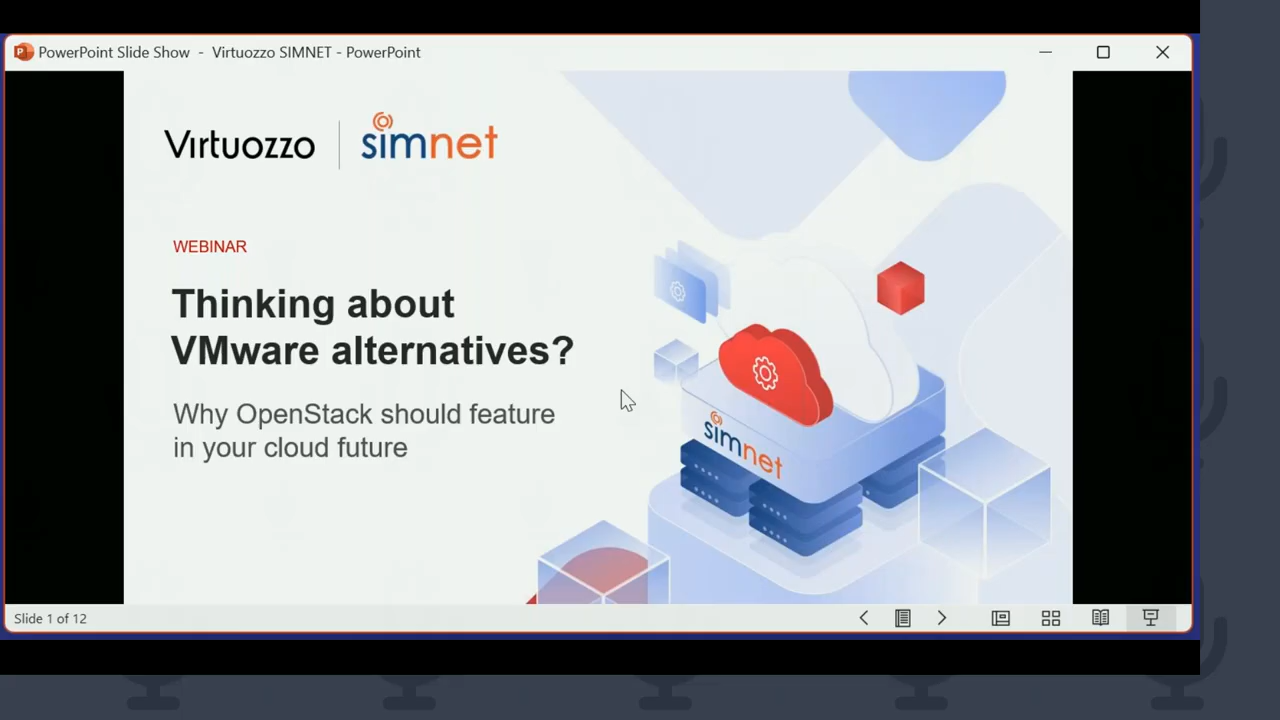 PowerPoint Slide Show - Virtuozzo SIMNET - PowerPoint
Virtuozzo
simnet
WEBINAR
Thinking about
VMware alternatives?
Why OpenStack should feature
in your cloud future
simnet
Slide 1 of 12